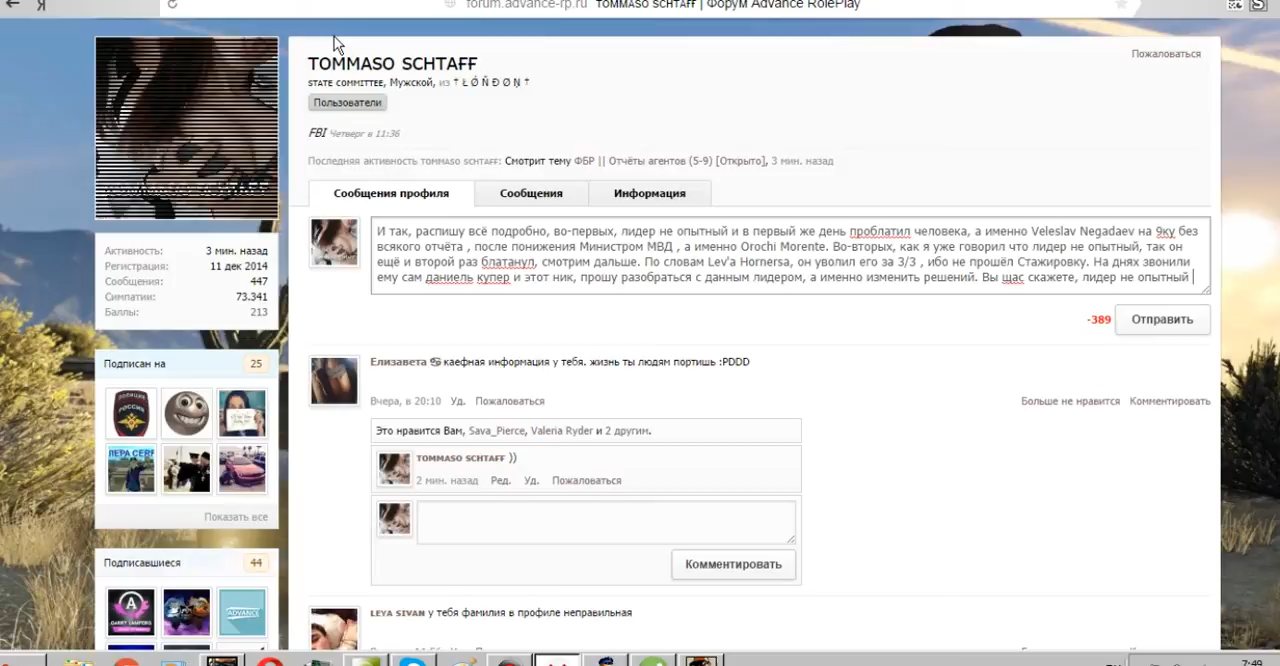 forum.advance-rp.ru TOMMASO SCHTAFF | Форум Advance RolePlay
Пожаловаться
TOMMASO SCHTAFF
STATE COMMITTEE, Мужской, из † Ł Ǿ Ň Đ Ø Ņ †
Пользователи
FBI Четверг в 11:36
Последняя активность TOMMASO SCHTAFF: Смотрит тему ФБР || Отчёты агентов (5-9) [Открыто], 3 мин. назад
Сообщения профиля Сообщения Информация
И так, распишу всё подробно, во-первых, лидер не опытный и в первый же день проблатил человека, а именно Veleslav Negadaev на 9ку без
всякого отчёта , после понижения Министром МВД , а именно Orochi Morente. Во-вторых, как я уже говорил что лидер не опытный, так он
ещё и второй раз блатанул, смотрим дальше. По словам Lev'a Hornersa, он уволил его за 3/3 , ибо не прошёл Стажировку. На днях звонили
ему сам даниель купер и этот ник, прошу разобраться с данным лидером, а именно изменить решений. Вы щас скажете, лидер не опытный
-389 Отправить
Активность: 3 мин. назад
Регистрация: 11 дек 2014
Сообщения: 447
Симпатии: 73.341
Баллы: 213
Подписан на 25
Показать все
Подписавшиеся 44
Елизавета ♋ каефная информация у тебя. жизнь ты людям портишь :PDDD
Вчера, в 20:10 Уд. Пожаловаться Больше не нравится Комментировать
Это нравится Вам, Sava_Pierce, Valeria Ryder и 2 другим.
TOMMASO SCHTAFF ))
2 мин. назад Ред. Уд. Пожаловаться
Комментировать
LEYA SIVAN у тебя фамилия в профиле неправильная
7:49